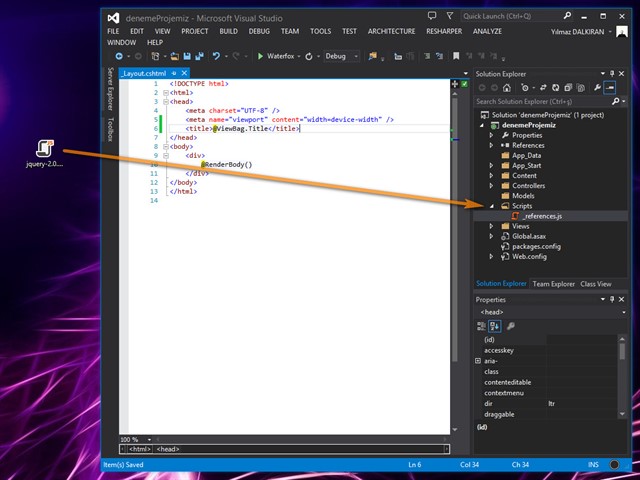 denemeProjemiz - Microsoft Visual Studio
Quick Launch (Ctrl+Q)
FILE EDIT VIEW PROJECT BUILD DEBUG TEAM TOOLS TEST ARCHITECTURE RESHARPER ANALYZE
Yılmaz DALKIRAN
WINDOW HELP
Waterfox Debug
Server Explorer
Toolbox
_Layout.cshtml
1 <!DOCTYPE html>
2 <html>
3 <head>
4 <meta charset="UTF-8" />
5 <meta name="viewport" content="width=device-width" />
6 <title>@ViewBag.Title</title>
7 </head>
8 <body>
9 <div>
10 @RenderBody()
11 </div>
12 </body>
13 </html>
14
100 %
<html> <head>
jquery-2.0....
Solution Explorer
Search Solution Explorer (Ctrl+ş)
Solution 'denemeProjemiz' (1 project)
denemeProjemiz
Properties
References
App_Data
App_Start
Content
Controllers
Models
Scripts
_references.js
Views
Global.asax
packages.config
Web.config
Solution Explorer Team Explorer Class View
Properties
<head>
(id)
accesskey
aria-
class
contenteditable
contextmenu
dir ltr
draggable
(id)
Item(s) Saved Ln 6 Col 34 Ch 34 INS